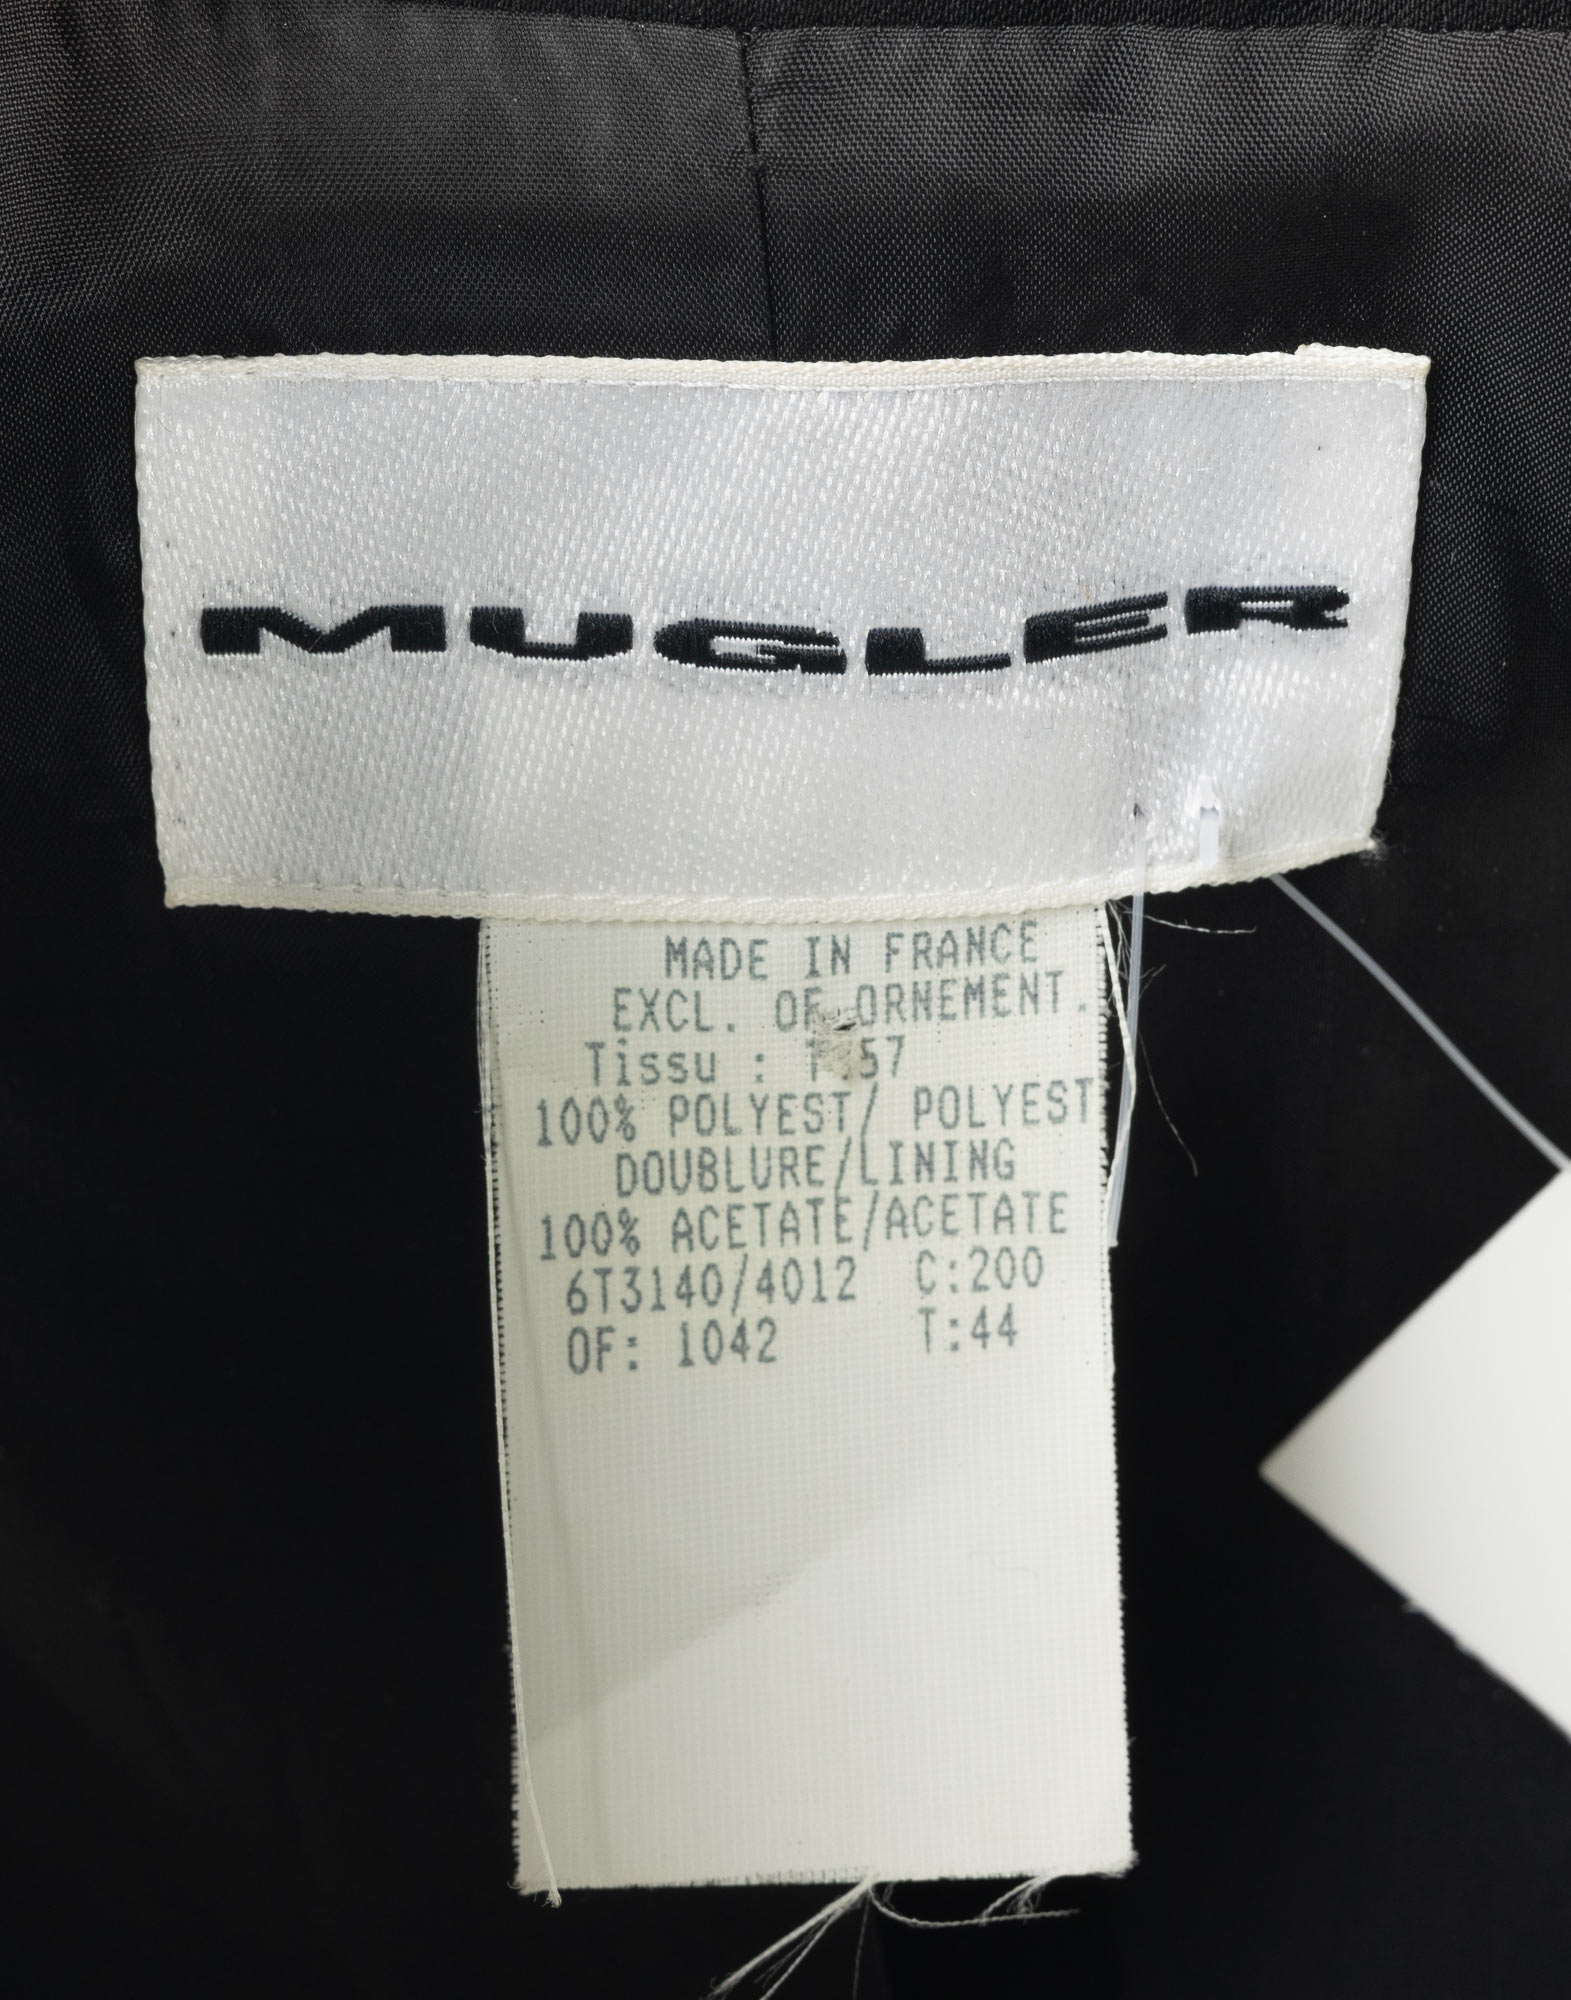 MUGLER
MADE IN FRANCE
EXCL. OF ORNEMENT.
Tissu :
100% POLYEST/ POLYEST
DOUBLURE/LINING
100% ACETATE/ACETATE
6T3140/4012 C:200
OF: 1042 T:44